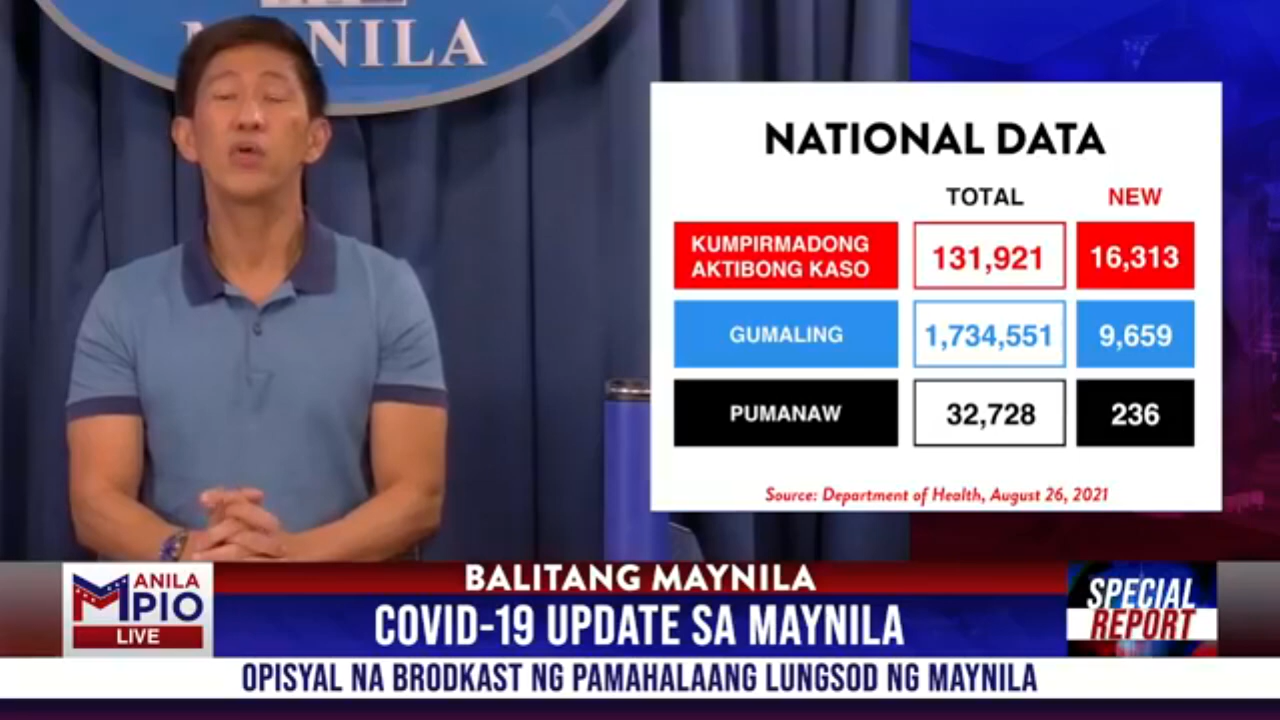 MANILA
NATIONAL DATA
TOTAL NEW
KUMPIRMADONG
AKTIBONG KASO
131,921 16,313
GUMALING 1,734,551 9,659
PUMANAW 32,728 236
Source: Department of Health, August 26, 2021
BALITANG MAYNILA
MANILA
PIO
LIVE
COVID-19 UPDATE SA MAYNILA
SPECIAL
REPORT
OPISYAL NA BRODKAST NG PAMAHALAANG LUNGSOD NG MAYNILA